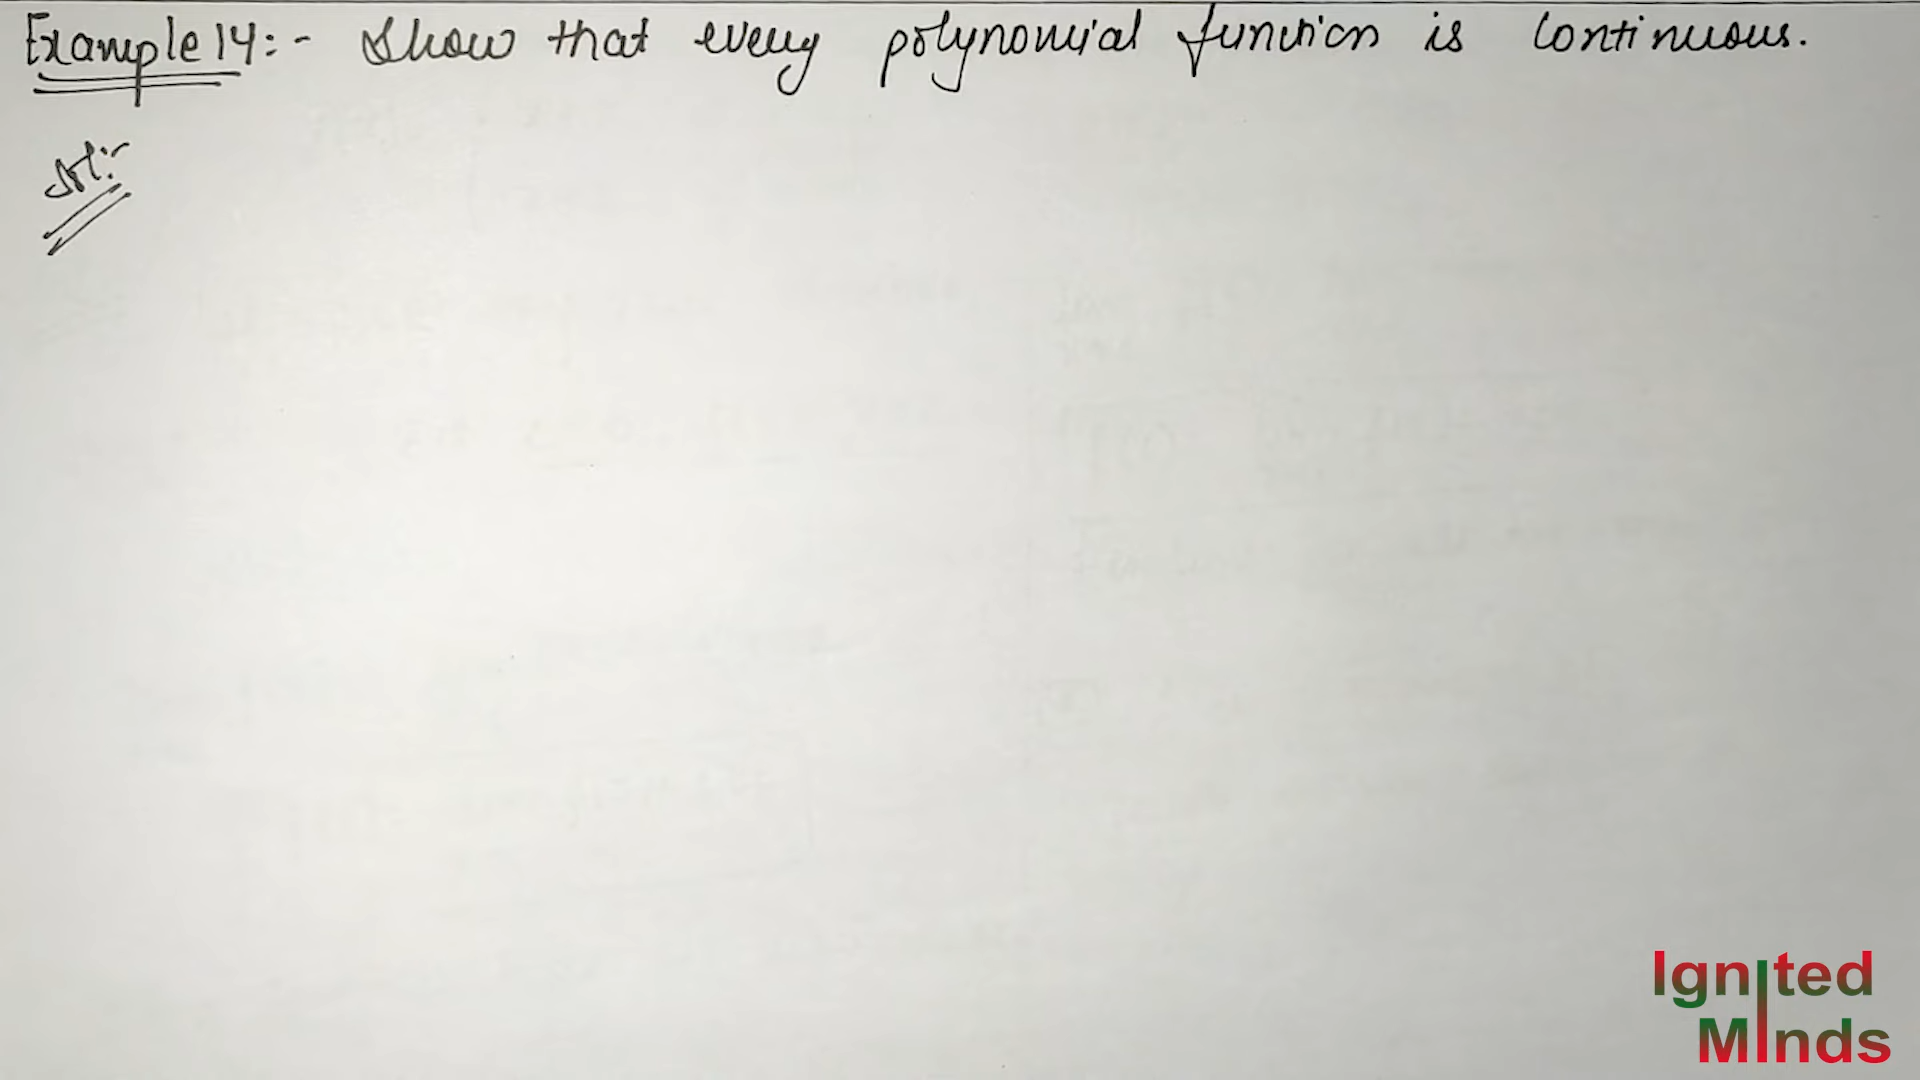 Example 14:- Show that every polynomial function is continuous.
Sol:-
Ignited
Minds